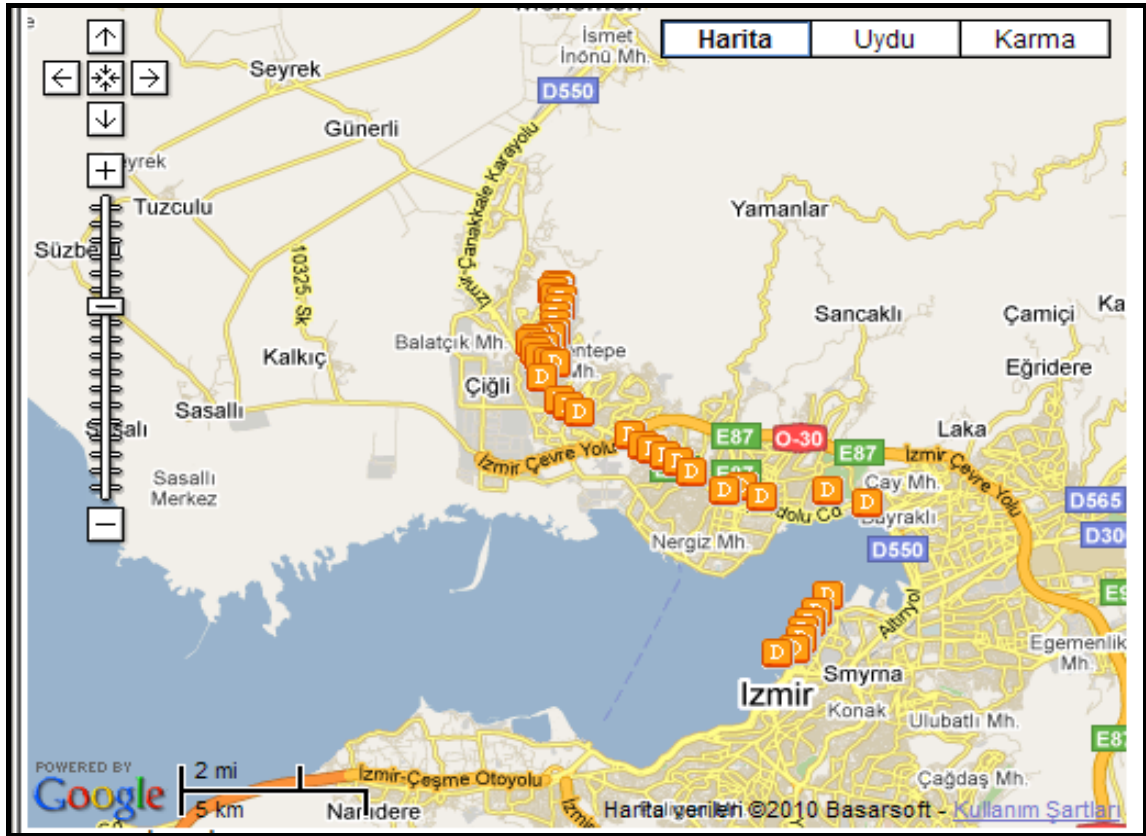 Harita
Uydu
Karma
İsmet
İnönü Mh.
Seyrek
D550
Günerli
İzmir-Çanakkale Karayolu
Tuzculu
Yamanlar
10325. Sk
Sancaklı
Çamiçi
Balatçık Mh.
Mh.
Kalkıç
Çiğli
Eğridere
Sasallı
E87
O-30
E87
Laka
İzmir Çevre Yolu
İzmir Çevre Yolu
Sasallı
Merkez
E87
Çay Mh.
D565
Bayraklı
Nergiz Mh.
D550
Altınyol
D
D
D
D
D
D
D
D
D
Egemenlik
Mh.
Smyrna
Izmir
Konak
Ulubatlı Mh.
POWERED BY
Google
2 mi
5 km
İzmir-Çeşme Otoyolu
Narlıdere
Çağdaş Mh.
Harita verileri ©2010 Basarsoft - Kullanım Şartları